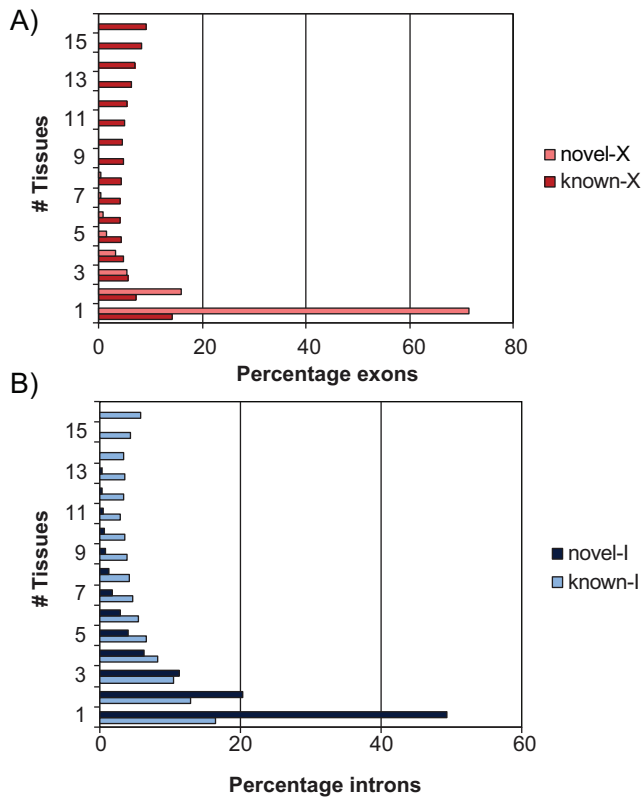 A)
15
13
11
9
7
5
3
1
# Tissues
0
20
40
60
80
Percentage exons
novel-X
known-X
B)
15
13
11
9
7
5
3
1
# Tissues
0
20
40
60
Percentage introns
novel-I
known-I